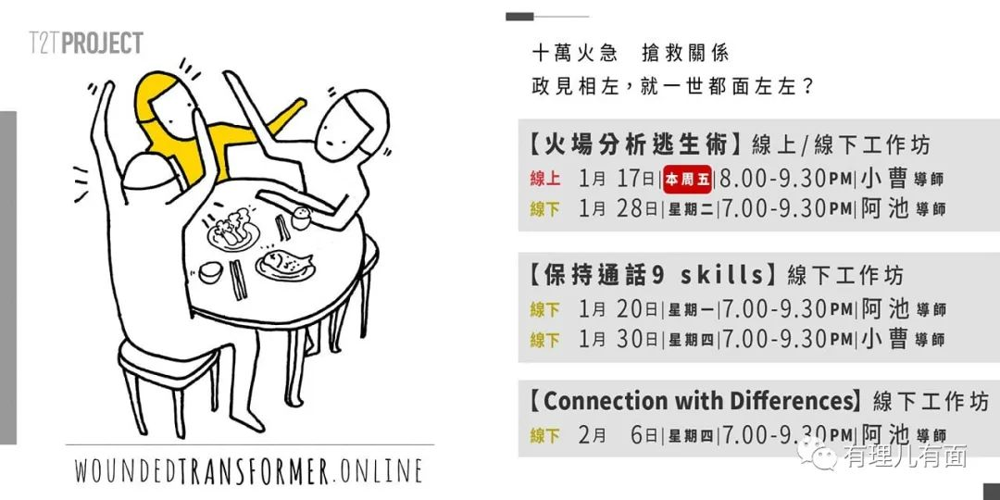 T2TPROJECT
WOUNDEDTRANSFORMER.ONLINE
十萬火急 搶救關係
政見相左，就一世都面左左？
【火場分析逃生術】線上/線下工作坊
線上 1月 17日|本周五|8.00-9.30PM|小曹導師
線下 1月 28日|星期二|7.00-9.30PM|阿池導師
【保持通話9 skills】線下工作坊
線下 1月 20日|星期一|7.00-9.30PM|阿池導師
線下 1月 30日|星期四|7.00-9.30PM|小曹導師
【Connection with Differences】線下工作坊
線下 2月 6日|星期四|7.00-9.30PM|阿池導師
有理儿有面